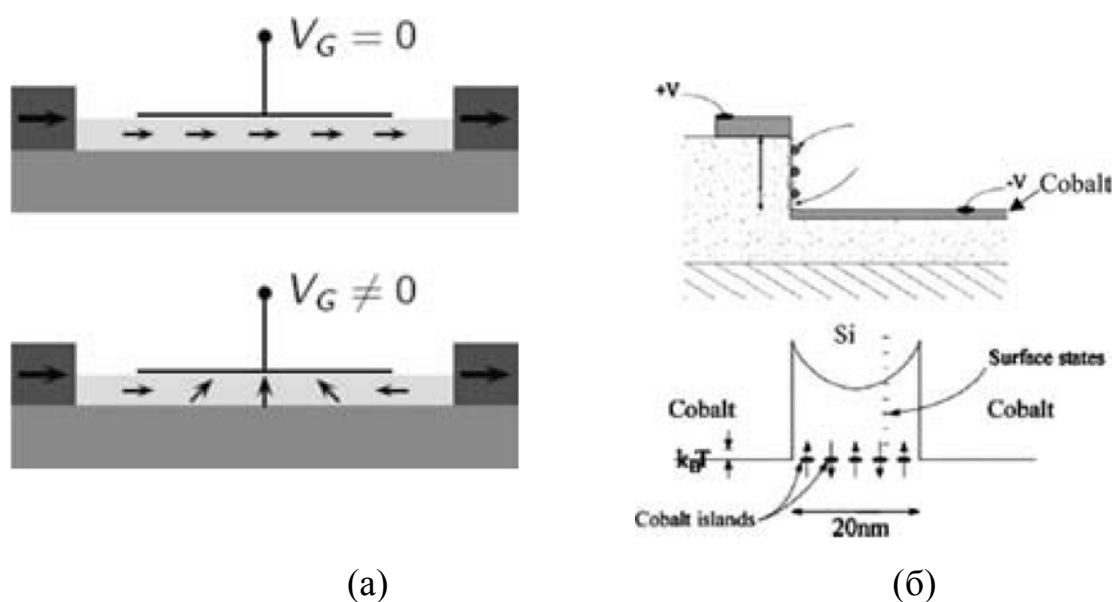 V_G = 0
V_G ≠ 0
+V
-V
Cobalt
Si
Surface states
Cobalt
Cobalt
k_BT
Cobalt islands
20nm
(а)
(б)